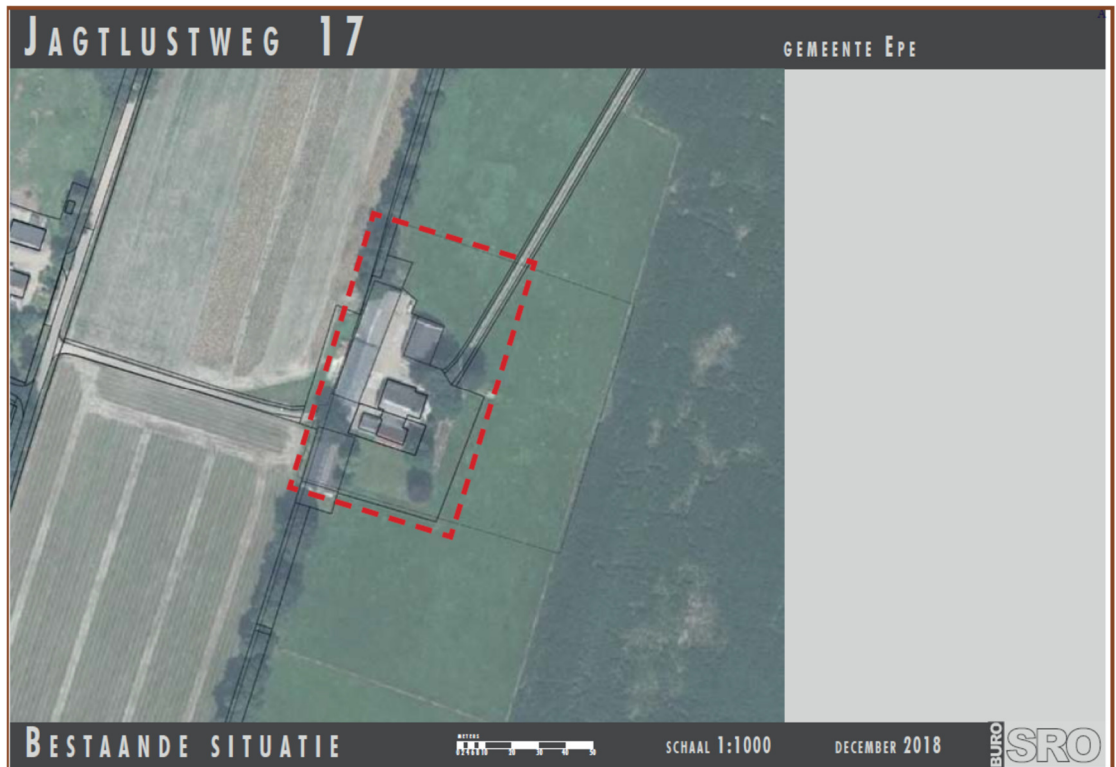 JAGTLUSTWEG 17
GEMEENTE EPE
BESTAANDE SITUATIE
METERS
0 2 4 6 8 10 20 30 40 50
SCHAAL 1:1000
DECEMBER 2018
BURO SRO